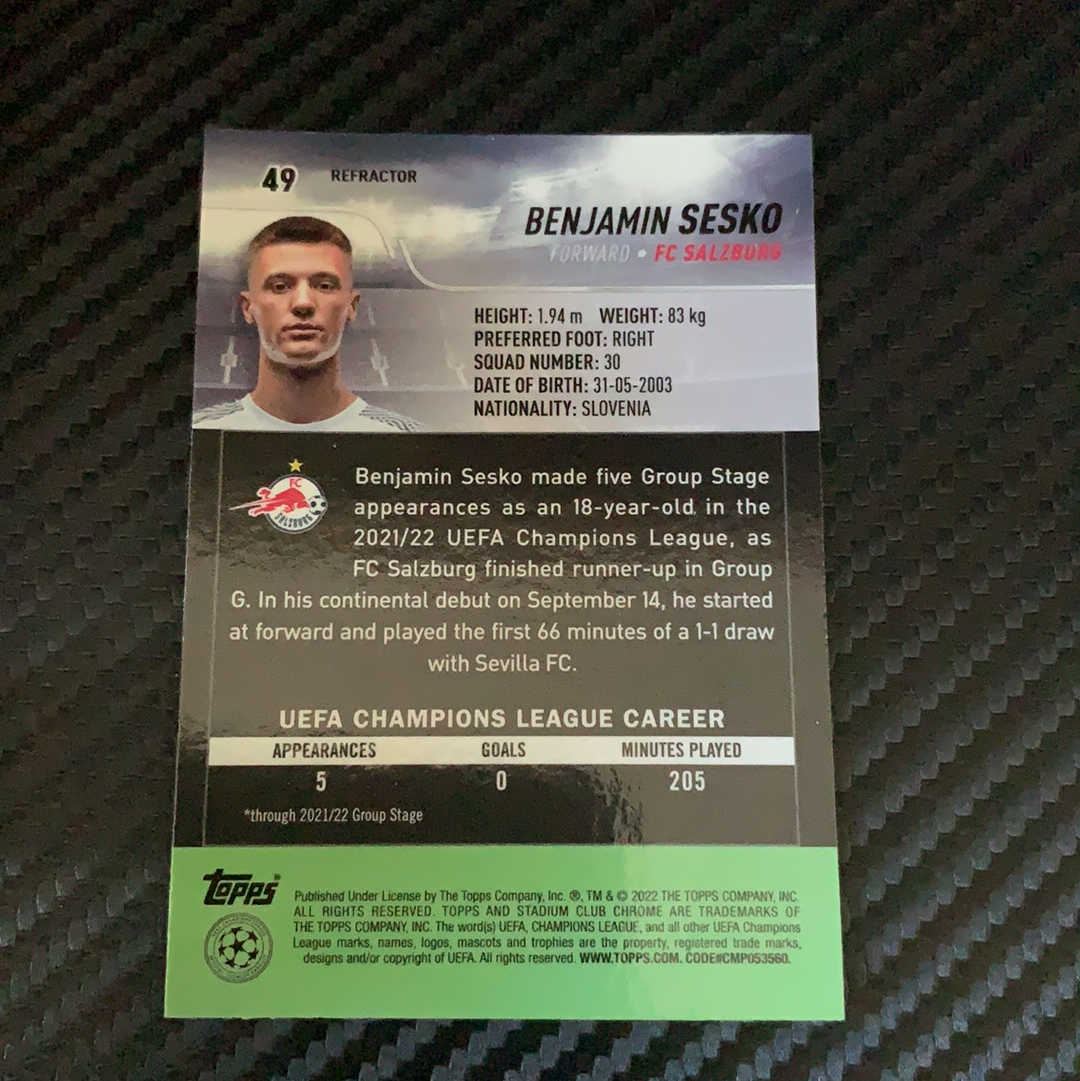 49 REFRACTOR
BENJAMIN SESKO
FORWARD • FC SALZBURG
HEIGHT: 1.94 m WEIGHT: 83 kg
PREFERRED FOOT: RIGHT
SQUAD NUMBER: 30
DATE OF BIRTH: 31-05-2003
NATIONALITY: SLOVENIA
FC
SALZBURG
Benjamin Sesko made five Group Stage
appearances as an 18-year-old in the
2021/22 UEFA Champions League, as
FC Salzburg finished runner-up in Group
G. In his continental debut on September 14, he started
at forward and played the first 66 minutes of a 1-1 draw
with Sevilla FC.
UEFA CHAMPIONS LEAGUE CAREER
APPEARANCES GOALS MINUTES PLAYED
5 0 205
*through 2021/22 Group Stage
Topps®
Published Under License by The Topps Company, Inc. ®, TM & © 2022 THE TOPPS COMPANY, INC.
ALL RIGHTS RESERVED. TOPPS AND STADIUM CLUB CHROME ARE TRADEMARKS OF
THE TOPPS COMPANY, INC. The word(s) UEFA, CHAMPIONS LEAGUE, and all other UEFA Champions
League marks, names, logos, mascots and trophies are the property, registered trade marks,
designs and/or copyright of UEFA. All rights reserved. WWW.TOPPS.COM. CODE#CMP053560.